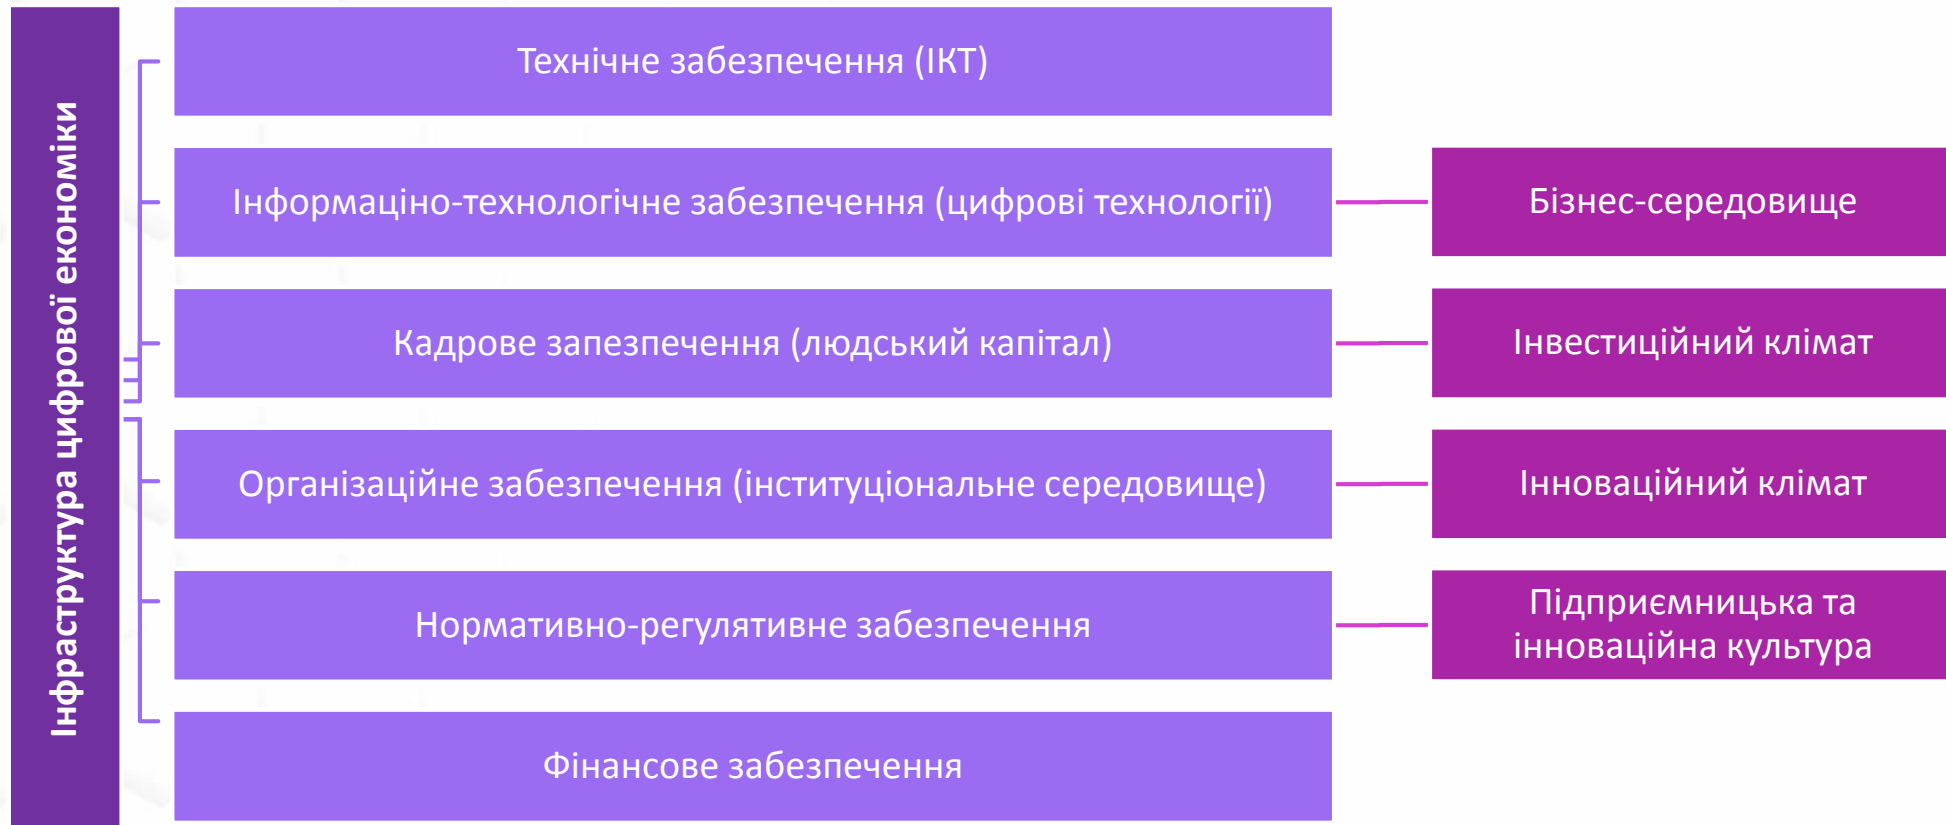 Інфраструктура цифрової економіки
Технічне забезпечення (ІКТ)
Інформаціно-технологічне забезпечення (цифрові технології)
Бізнес-середовище
Кадрове запезпечення (людський капітал)
Інвестиційний клімат
Організаційне забезпечення (інституціональне середовище)
Інноваційний клімат
Нормативно-регулятивне забезпечення
Підприємницька та
інноваційна культура
Фінансове забезпечення